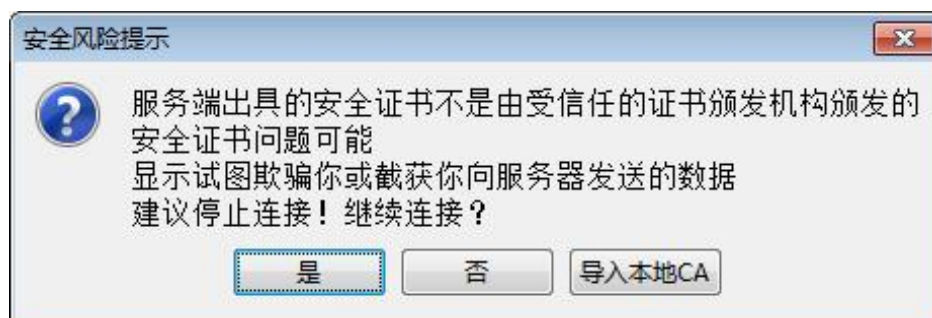 安全风险提示
服务端出具的安全证书不是由受信任的证书颁发机构颁发的
安全证书问题可能
显示试图欺骗你或截获你向服务器发送的数据
建议停止连接！继续连接？
是 否 导入本地CA